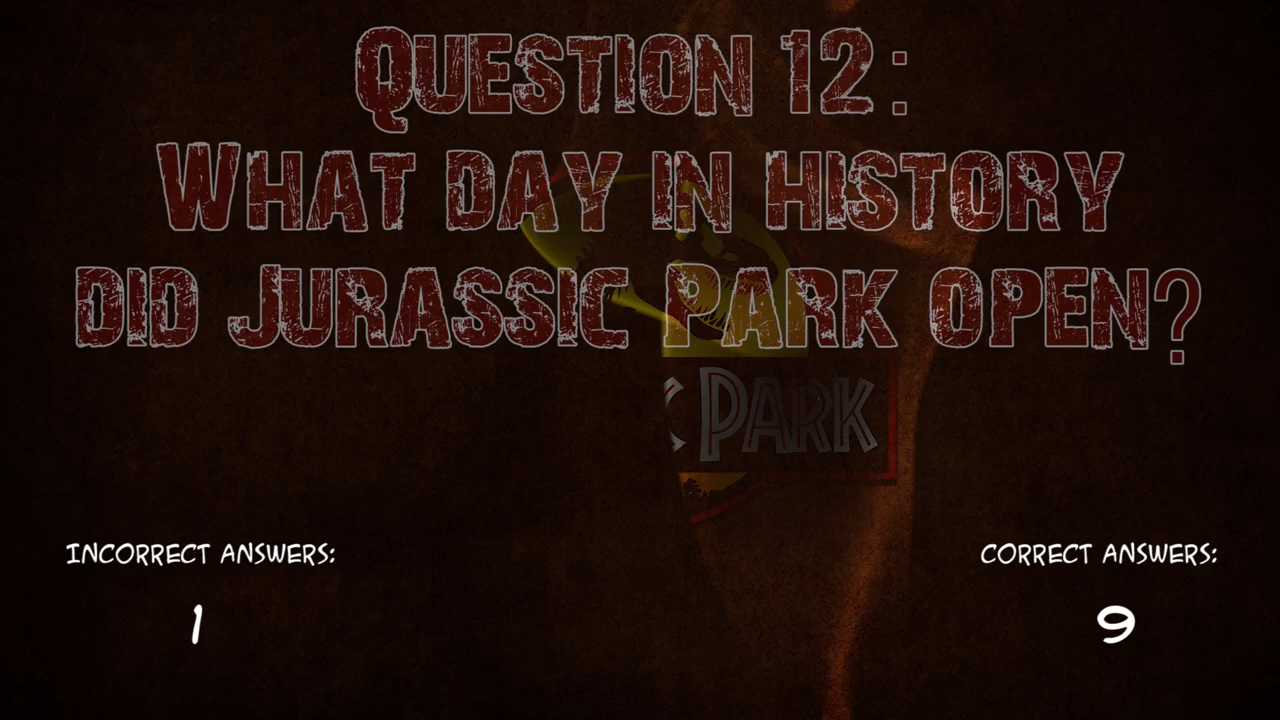 Question 12:
What day in history
did Jurassic Park open?
C Park
Incorrect Answers:
1
Correct Answers:
9